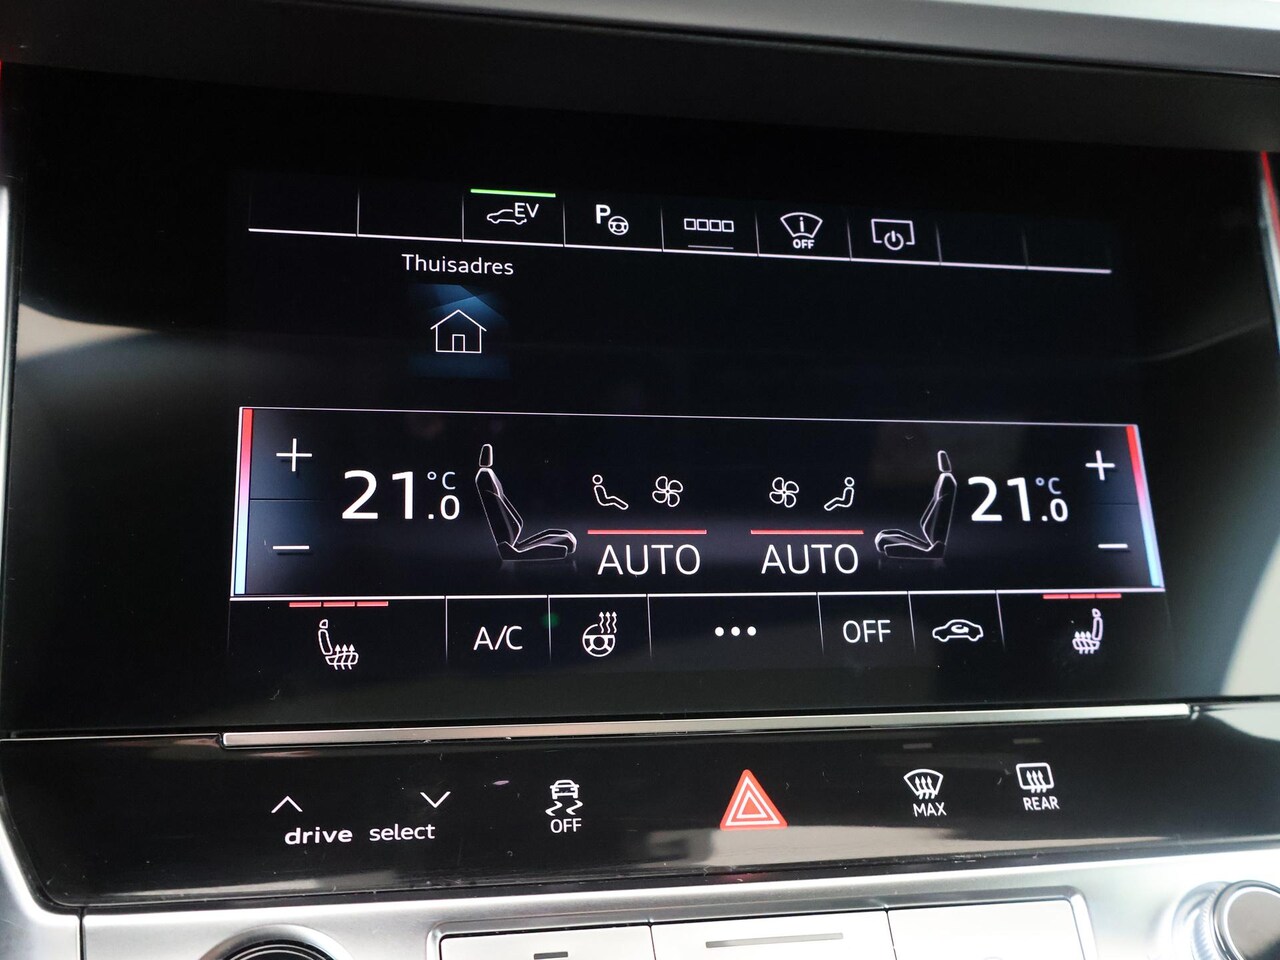 EV
P
i
OFF
Thuisadres
21.0 °C
21.0 °C
AUTO
AUTO
A/C
OFF
drive select
OFF
MAX
REAR